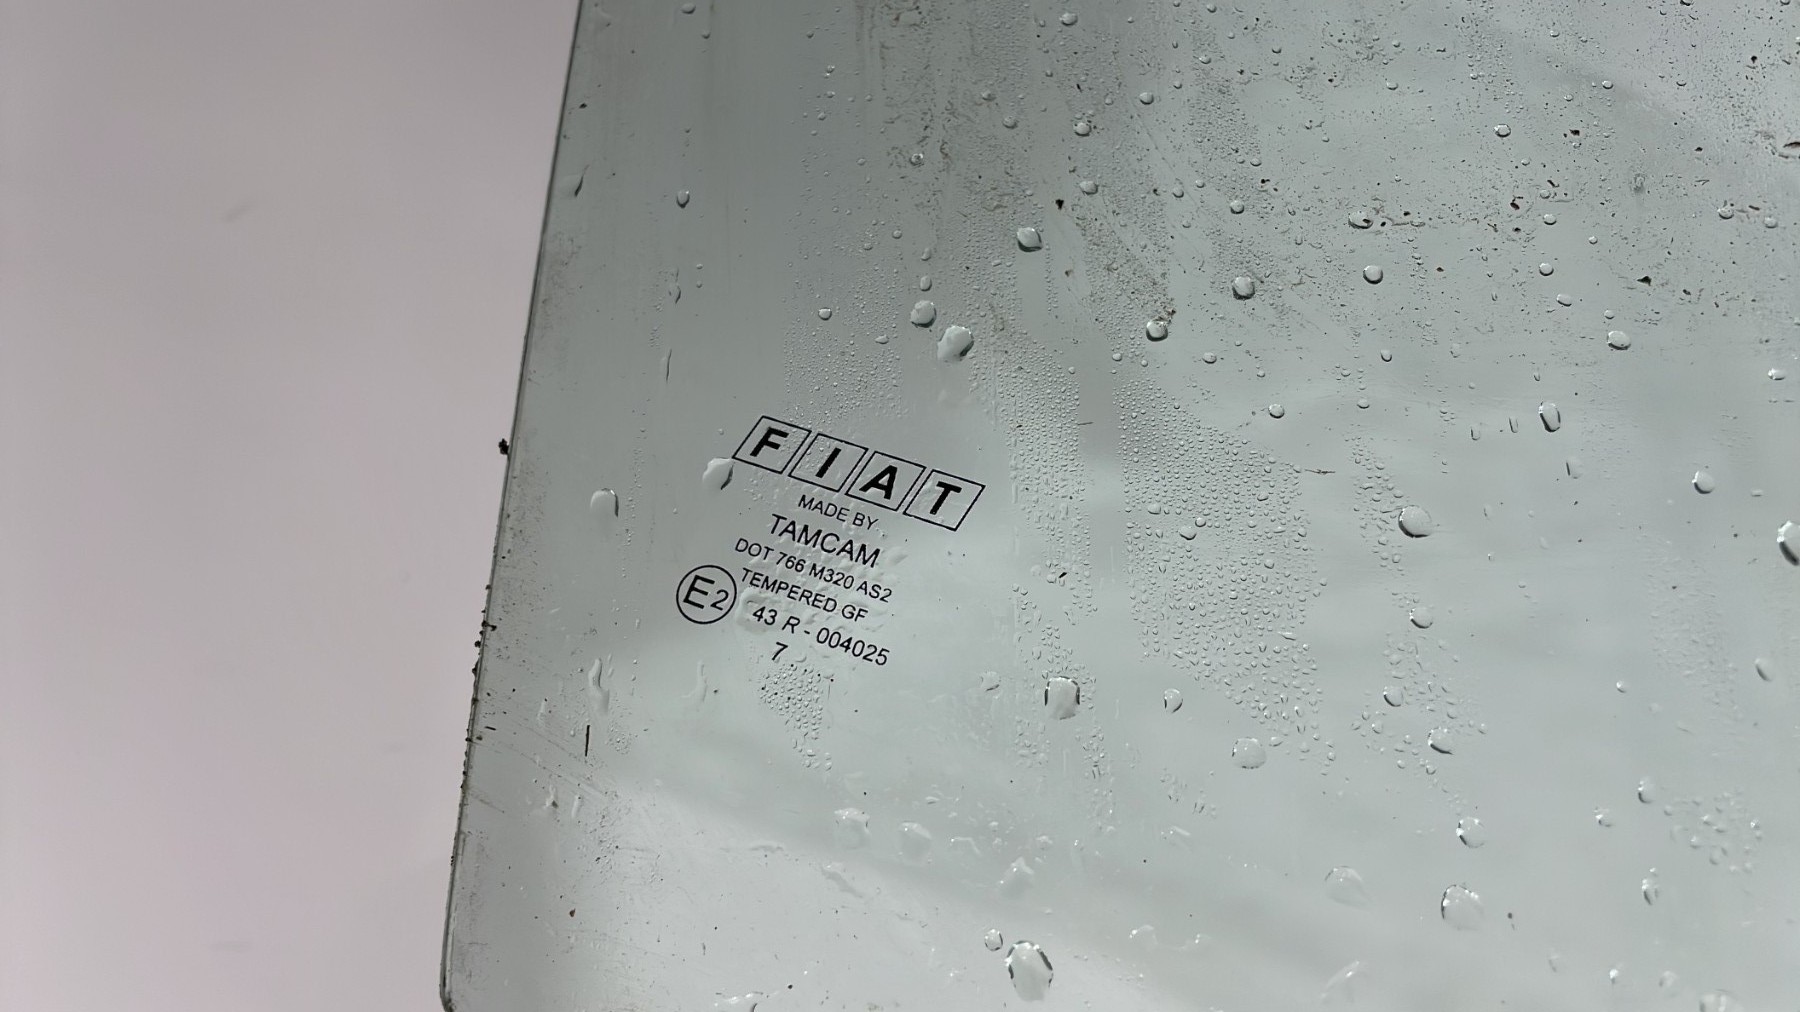 FIAT
MADE BY
TAMCAM
DOT 766 M320 AS2
TEMPERED GF
E2 43 R - 004025
7..